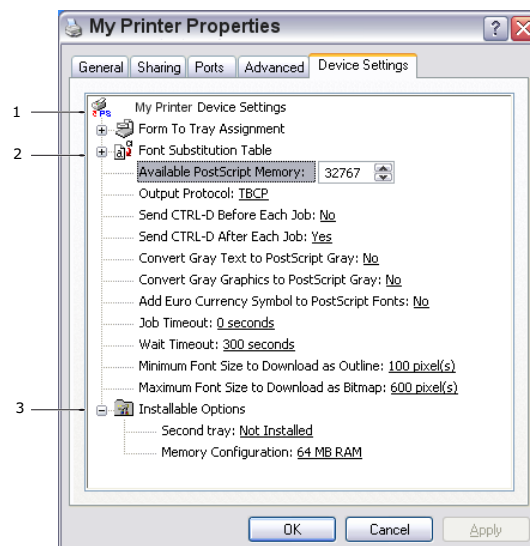 My Printer Properties
General Sharing Ports Advanced Device Settings
1 My Printer Device Settings
Form To Tray Assignment
2 Font Substitution Table
Available PostScript Memory: 32767
Output Protocol: TBCP
Send CTRL-D Before Each Job: No
Send CTRL-D After Each Job: Yes
Convert Gray Text to PostScript Gray: No
Convert Gray Graphics to PostScript Gray: No
Add Euro Currency Symbol to PostScript Fonts: No
Job Timeout: 0 seconds
Wait Timeout: 300 seconds
Minimum Font Size to Download as Outline: 100 pixel(s)
Maximum Font Size to Download as Bitmap: 600 pixel(s)
3 Installable Options
Second tray: Not Installed
Memory Configuration: 64 MB RAM
OK Cancel Apply